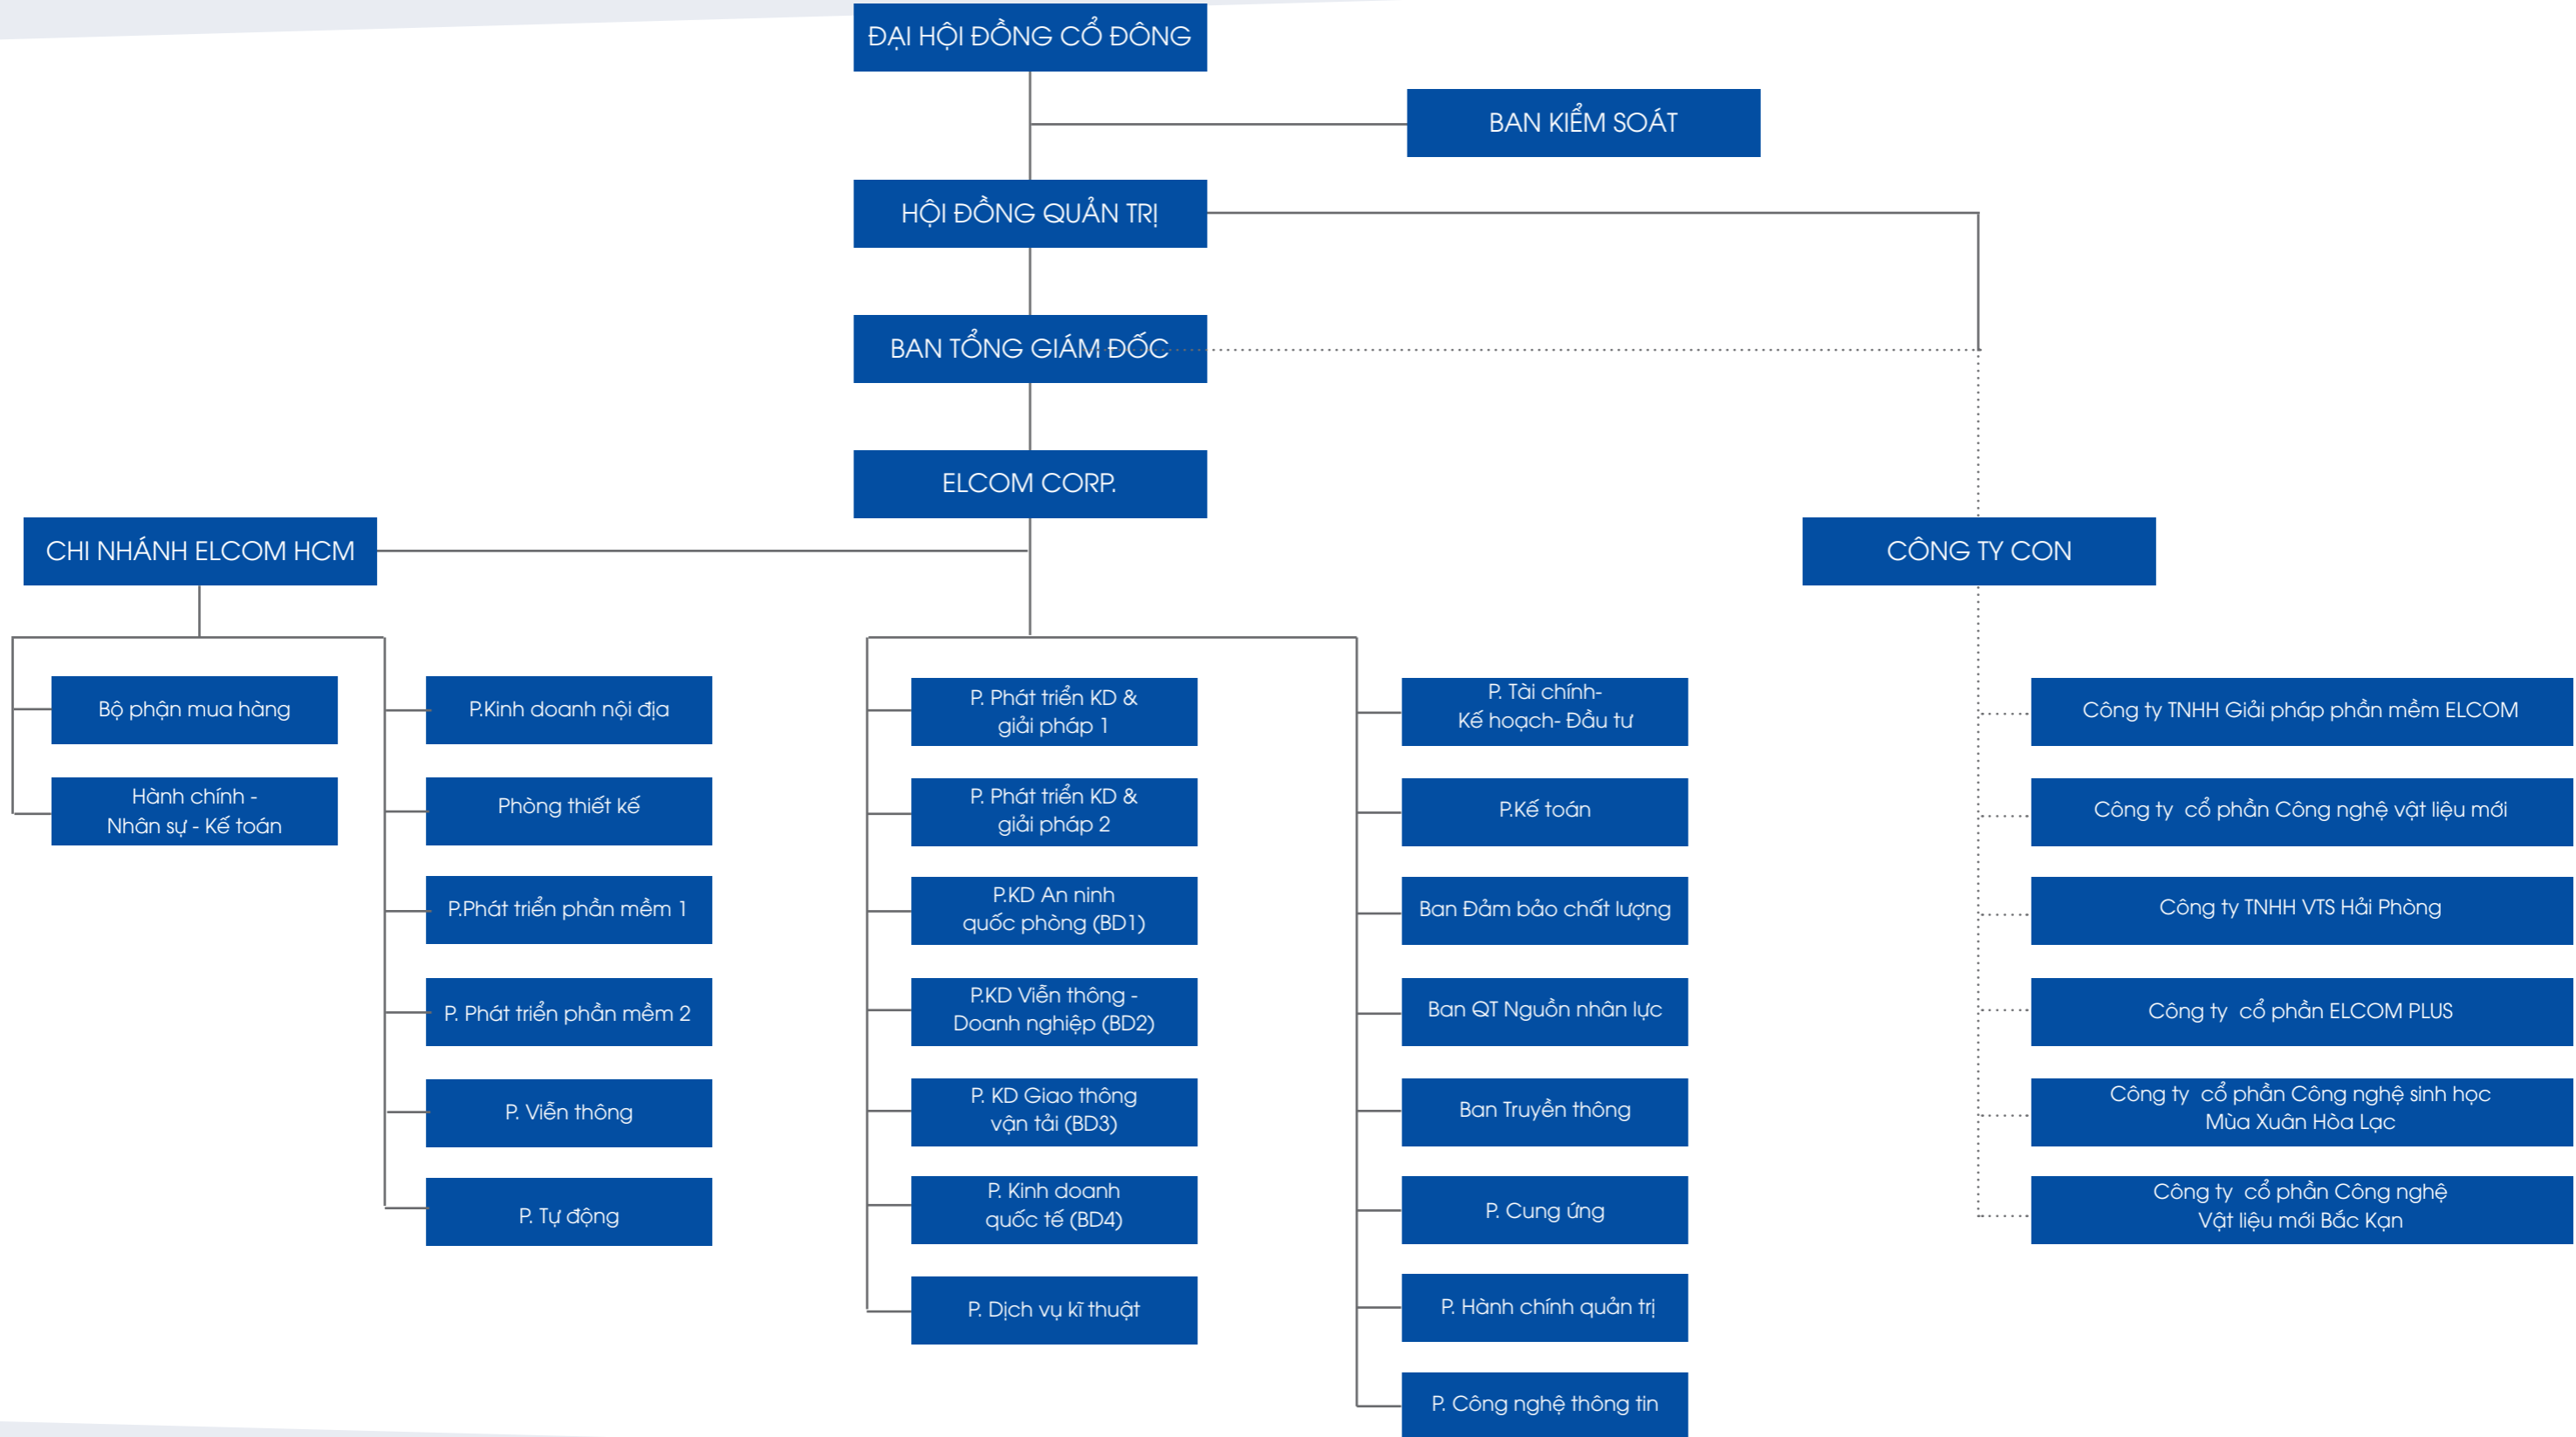 ĐẠI HỘI ĐỒNG CỔ ĐÔNG
BAN KIỂM SOÁT
HỘI ĐỒNG QUẢN TRỊ
BAN TỔNG GIÁM ĐỐC
ELCOM CORP.
CHI NHÁNH ELCOM HCM
CÔNG TY CON
Bộ phận mua hàng
Hành chính -
Nhân sự - Kế toán
P.Kinh doanh nội địa
Phòng thiết kế
P.Phát triển phần mềm 1
P. Phát triển phần mềm 2
P. Viễn thông
P. Tự động
P. Phát triển KD &
giải pháp 1
P. Phát triển KD &
giải pháp 2
P.KD An ninh
quốc phòng (BD1)
P.KD Viễn thông -
Doanh nghiệp (BD2)
P. KD Giao thông
vận tải (BD3)
P. Kinh doanh
quốc tế (BD4)
P. Dịch vụ kĩ thuật
P. Tài chính-
Kế hoạch- Đầu tư
P.Kế toán
Ban Đảm bảo chất lượng
Ban QT Nguồn nhân lực
Ban Truyền thông
P. Cung ứng
P. Hành chính quản trị
P. Công nghệ thông tin
Công ty TNHH Giải pháp phần mềm ELCOM
Công ty  cổ phần Công nghệ vật liệu mới
Công ty TNHH VTS Hải Phòng
Công ty  cổ phần ELCOM PLUS
Công ty  cổ phần Công nghệ sinh học
Mùa Xuân Hòa Lạc
Công ty  cổ phần Công nghệ
Vật liệu mới Bắc Kạn